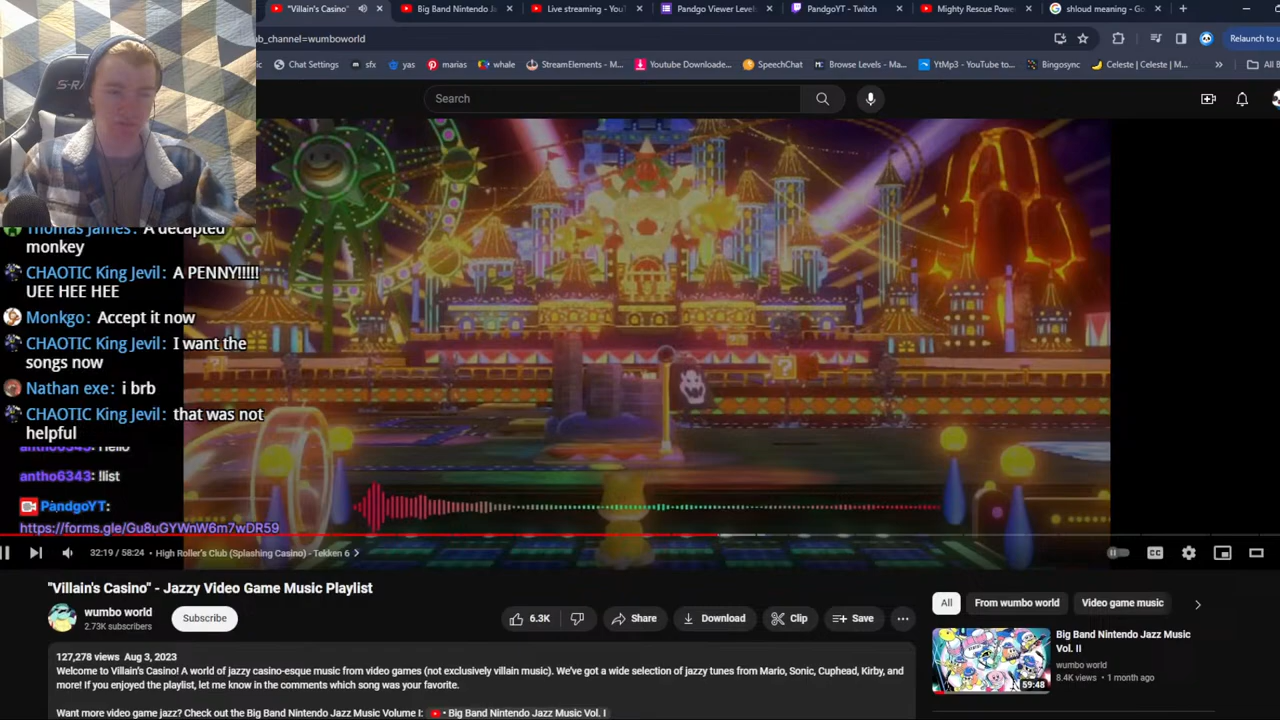 "Villain's Casino"
Big Band Nintendo J
Live streaming - YouT
Pandgo Viewer Level
PandgoYT - Twitch
Mighty Rescue Powe
shloud meaning - Go
ab_channel=wumboworld
Relaunch to u
Chat Settings
sfx
yas
marias
whale
StreamElements - M...
Youtube Downloade...
SpeechChat
Browse Levels - Ma...
YtMp3 - YouTube to...
Bingosync
Celeste | Celeste | M...
»
All B
Search
Thomas James: A decapted
monkey
CHAOTIC King Jevil: A PENNY!!!!!
UEE HEE HEE
Monkgo: Accept it now
CHAOTIC King Jevil: I want the
songs now
Nathan exe: i brb
CHAOTIC King Jevil: that was not
helpful
antho6343: Hello
antho6343: !list
PandgoYT:
https://forms.gle/Gu8uGYWnW6m7wDR59
32:19 / 58:24 • High Roller's Club (Splashing Casino) - Tekken 6
CC
"Villain's Casino" - Jazzy Video Game Music Playlist
wumbo world
2.73K subscribers
Subscribe
6.3K
Share
Download
Clip
Save
127,278 views Aug 3, 2023
Welcome to Villain's Casino! A world of jazzy casino-esque music from video games (not exclusively villain music). We've got a wide selection of jazzy tunes from Mario, Sonic, Cuphead, Kirby, and
more! If you enjoyed the playlist, let me know in the comments which song was your favorite.
Want more video game jazz? Check out the Big Band Nintendo Jazz Music Volume I: • Big Band Nintendo Jazz Music Vol. I
All
From wumbo world
Video game music
Big Band Nintendo Jazz Music
Vol. II
wumbo world
8.4K views • 1 month ago
59:48